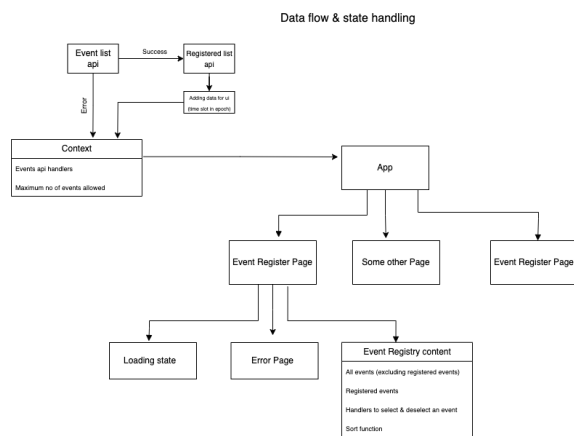 Data flow & state handling
Event list
api
Success
Registered list
api
Error
Adding data for ui
(time slot in epoch)
Context
Events api handlers
Maximum no of events allowed
App
Event Register Page
Some other Page
Event Register Page
Loading state
Error Page
Event Registry content
All events (excluding registered events)
Registered events
Handlers to select & deselect an event
Sort function